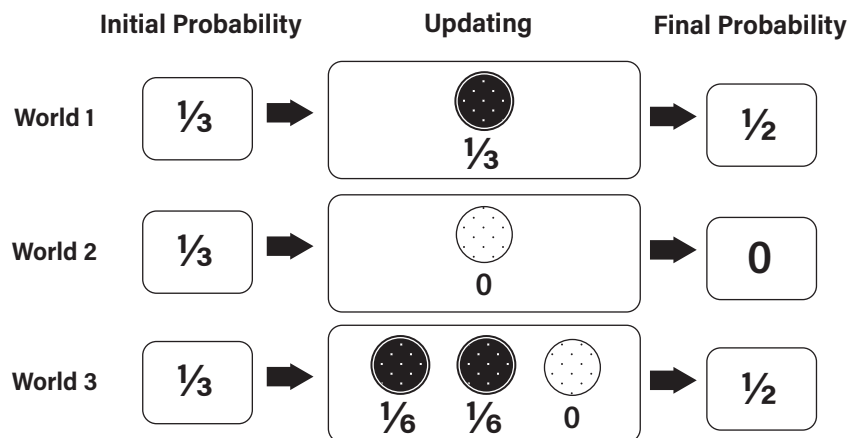 Initial Probability Updating Final Probability
World 1 ⅓ ⅓ ½
World 2 ⅓ 0 0
World 3 ⅓ ⅙ ⅙ 0 ½